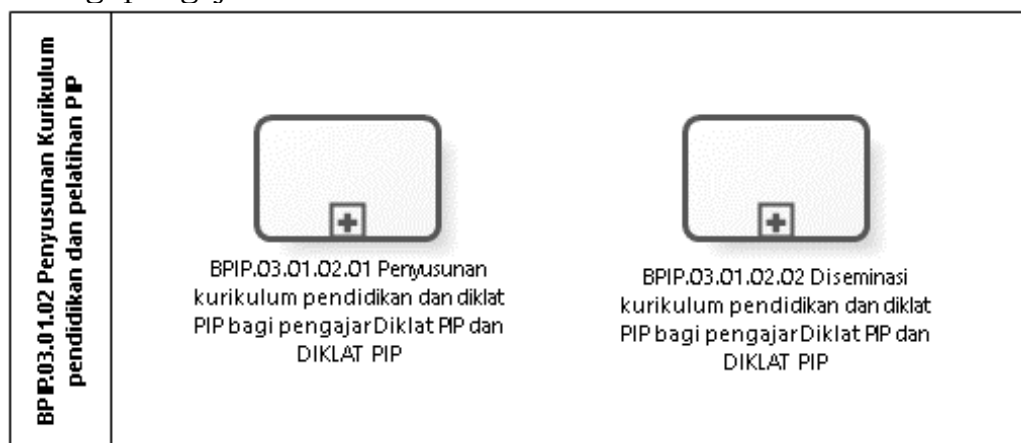 BPIP.03.01.02 Penyusunan Kurikulum
pendidikan dan pelatihan PIP
BPIP.03.01.02.01 Penyusunan
kurikulum pendidikan dan diklat
PIP bagi pengajar Diklat PIP dan
DIKLAT PIP
BPIP.03.01.02.02 Diseminasi
kurikulum pendidikan dan diklat
PIP bagi pengajar Diklat PIP dan
DIKLAT PIP